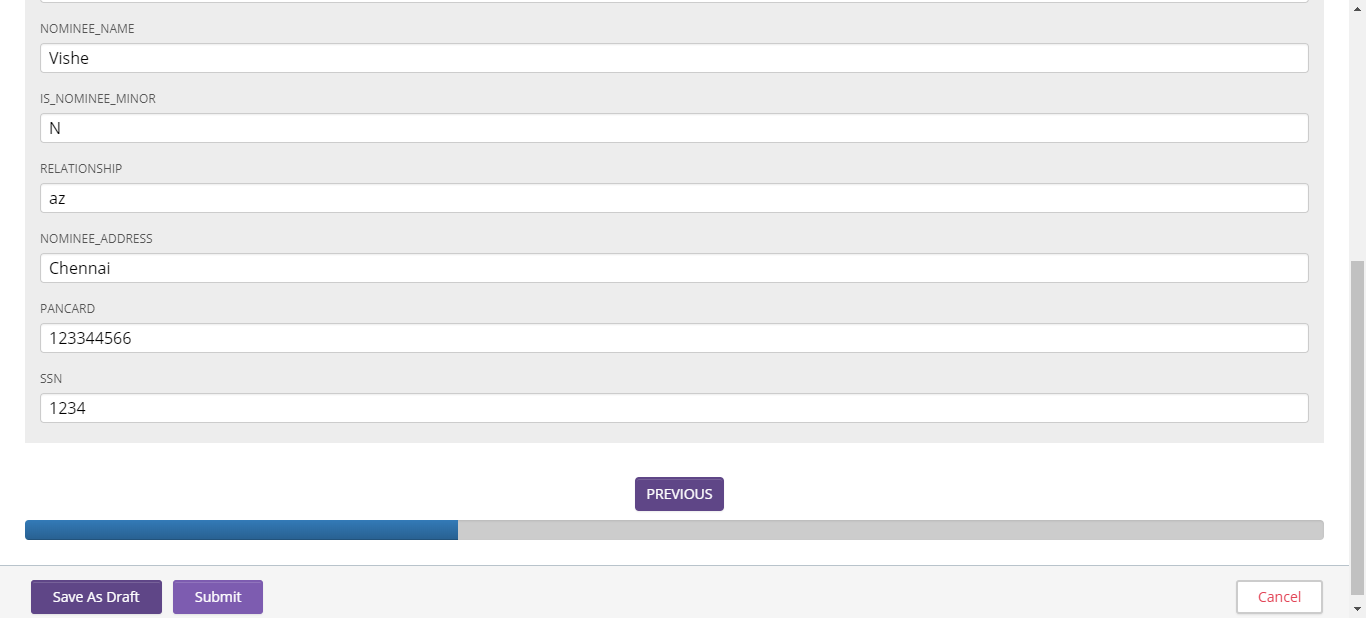 NOMINEE_NAME
Vishe
IS_NOMINEE_MINOR
N
RELATIONSHIP
az
NOMINEE_ADDRESS
Chennai
PANCARD
123344566
SSN
1234
PREVIOUS
Save As Draft
Submit
Cancel